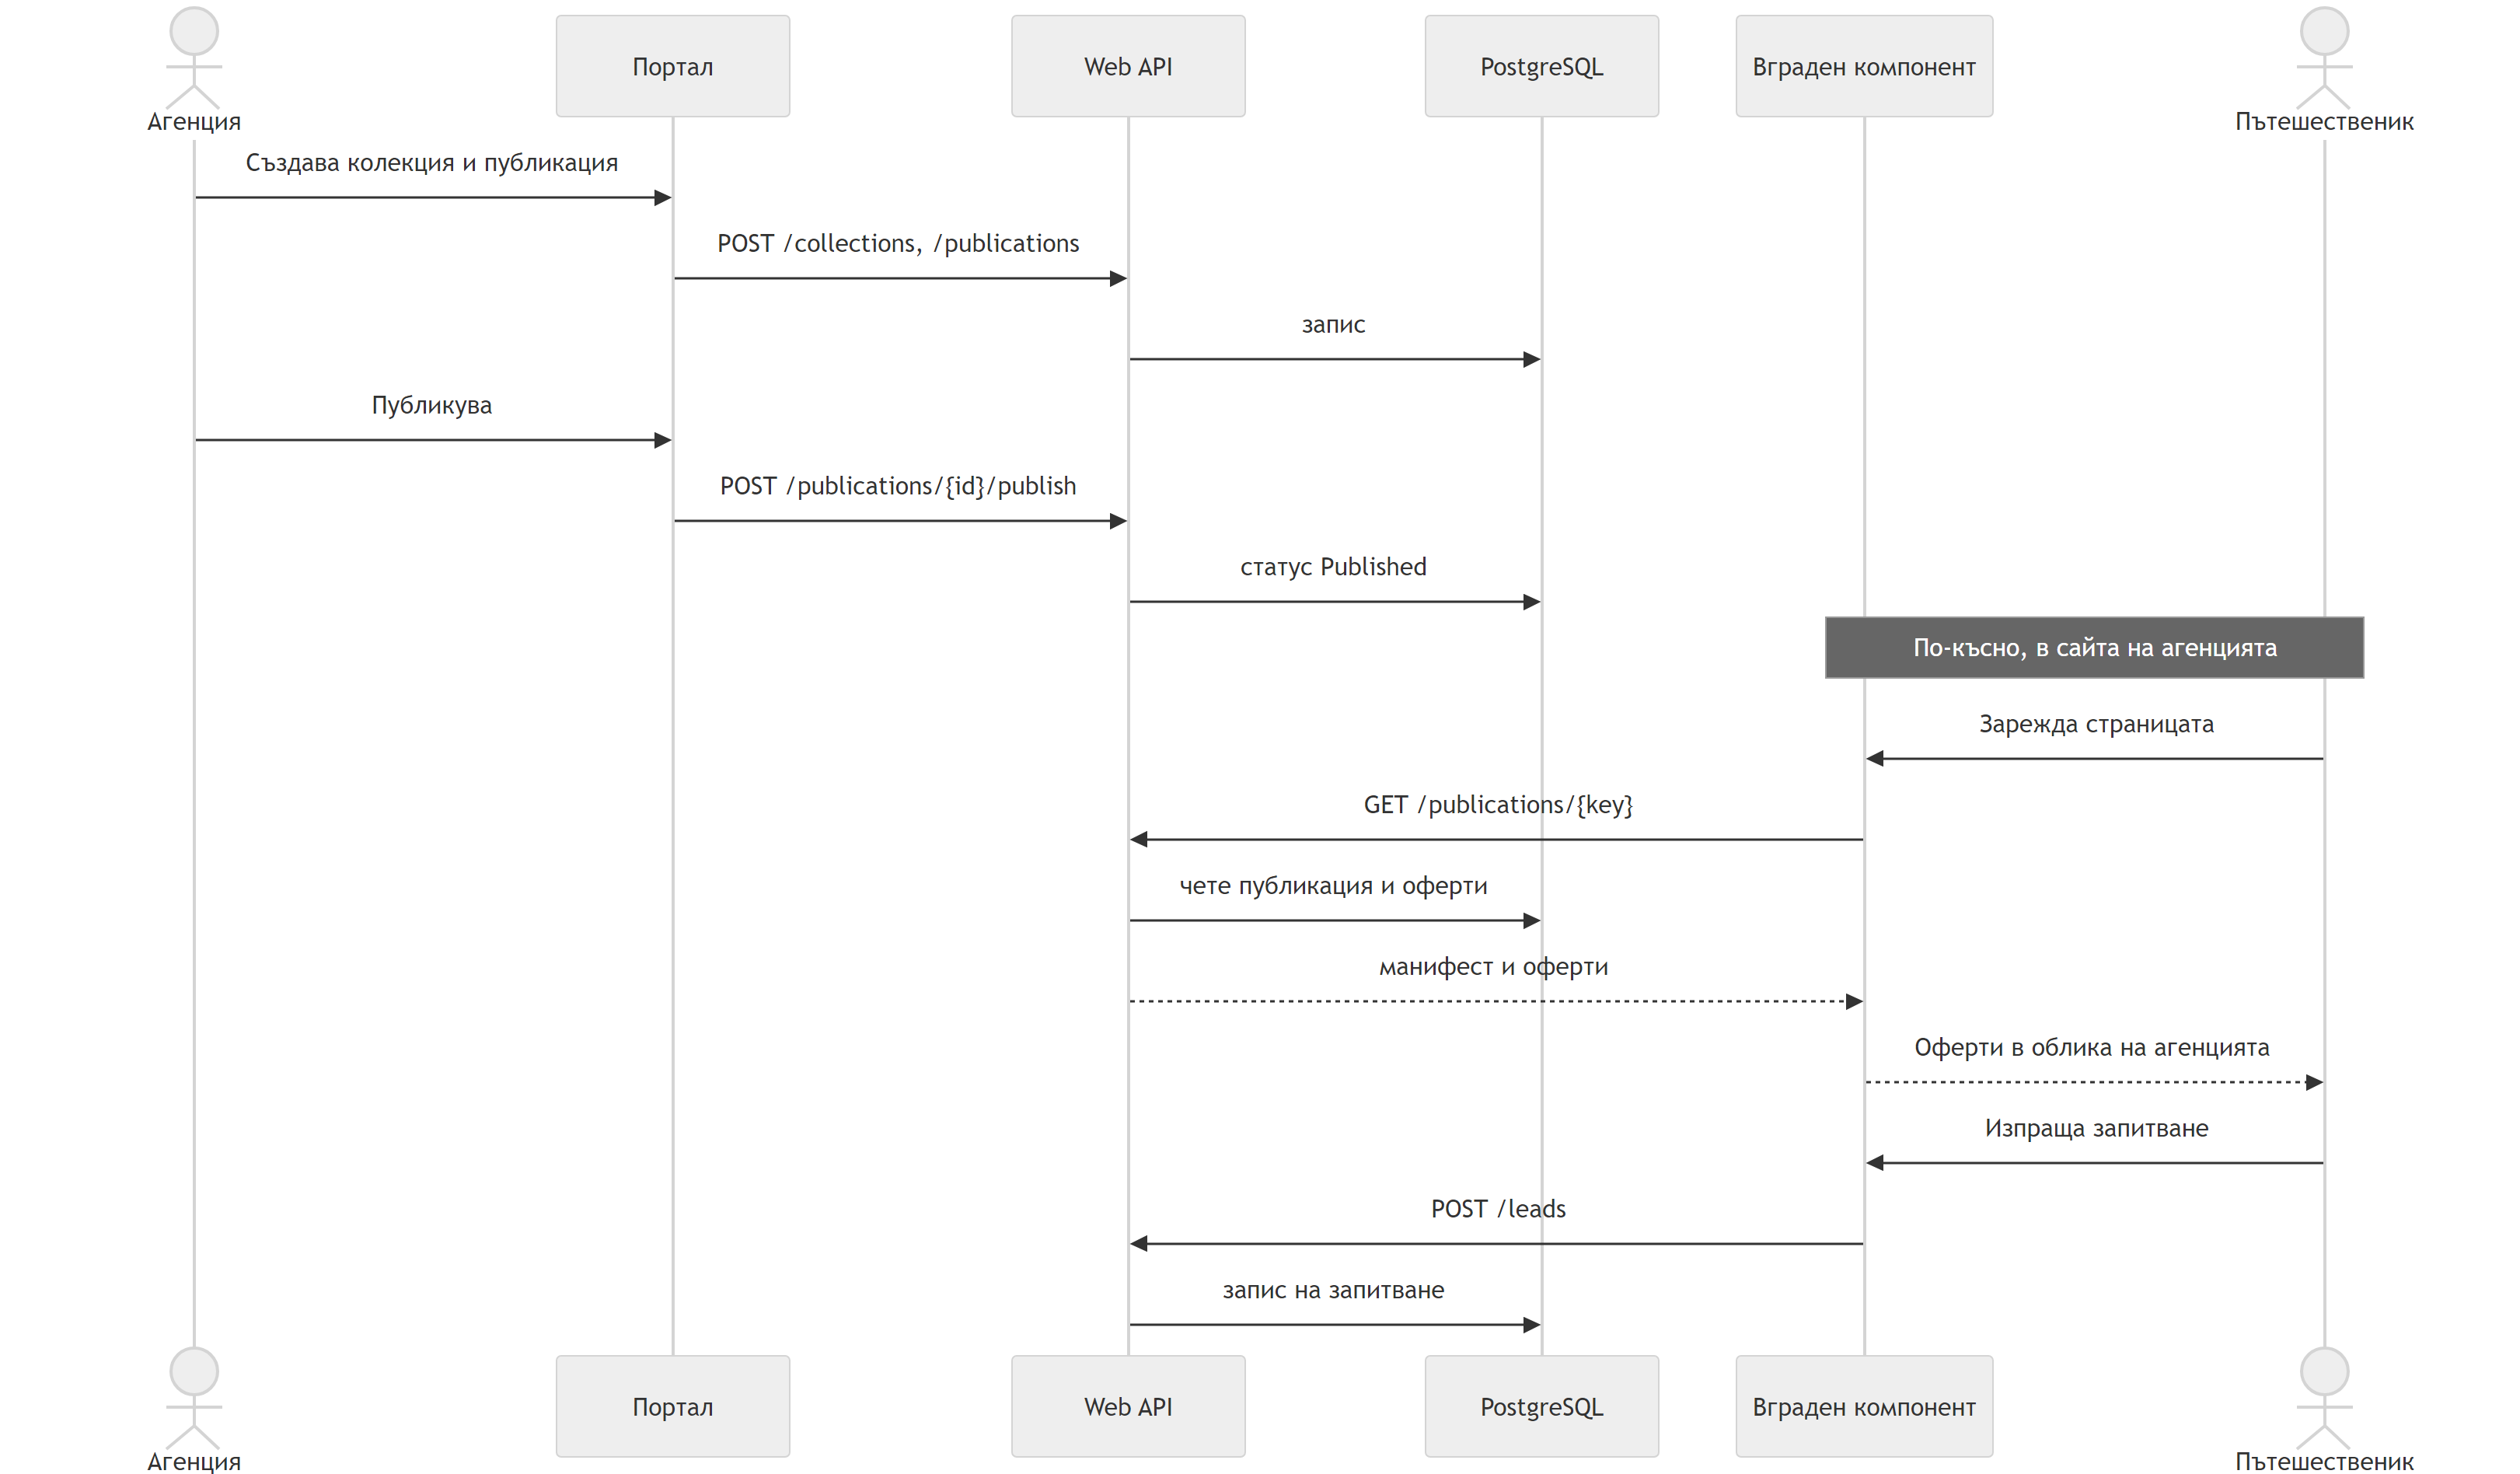 Агенция
Портал
Web API
PostgreSQL
Вграден компонент
Пътешественик
Създава колекция и публикация
POST /collections, /publications
запис
Публикува
POST /publications/{id}/publish
статус Published
По-късно, в сайта на агенцията
Зарежда страницата
GET /publications/{key}
чете публикация и оферти
манифест и оферти
Оферти в облика на агенцията
Изпраща запитване
POST /leads
запис на запитване
Агенция
Портал
Web API
PostgreSQL
Вграден компонент
Пътешественик